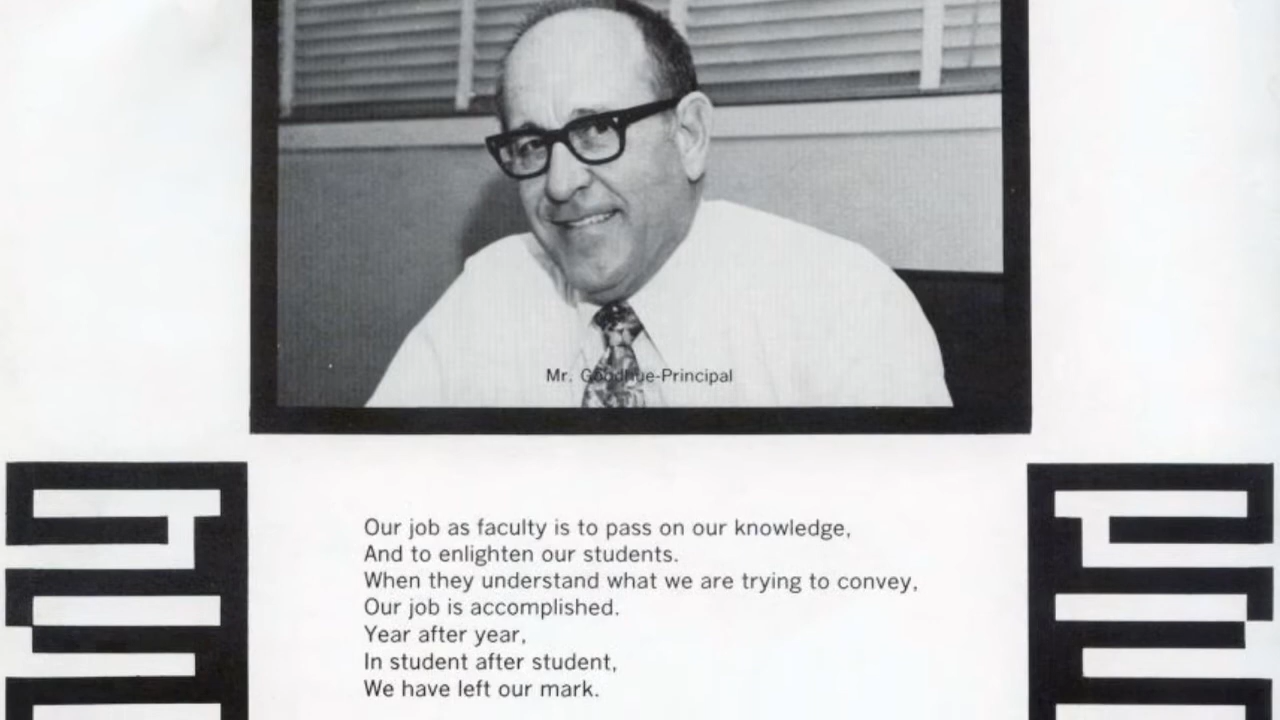 Mr. Goodhue-Principal
Our job as faculty is to pass on our knowledge,
And to enlighten our students.
When they understand what we are trying to convey,
Our job is accomplished.
Year after year,
In student after student,
We have left our mark.